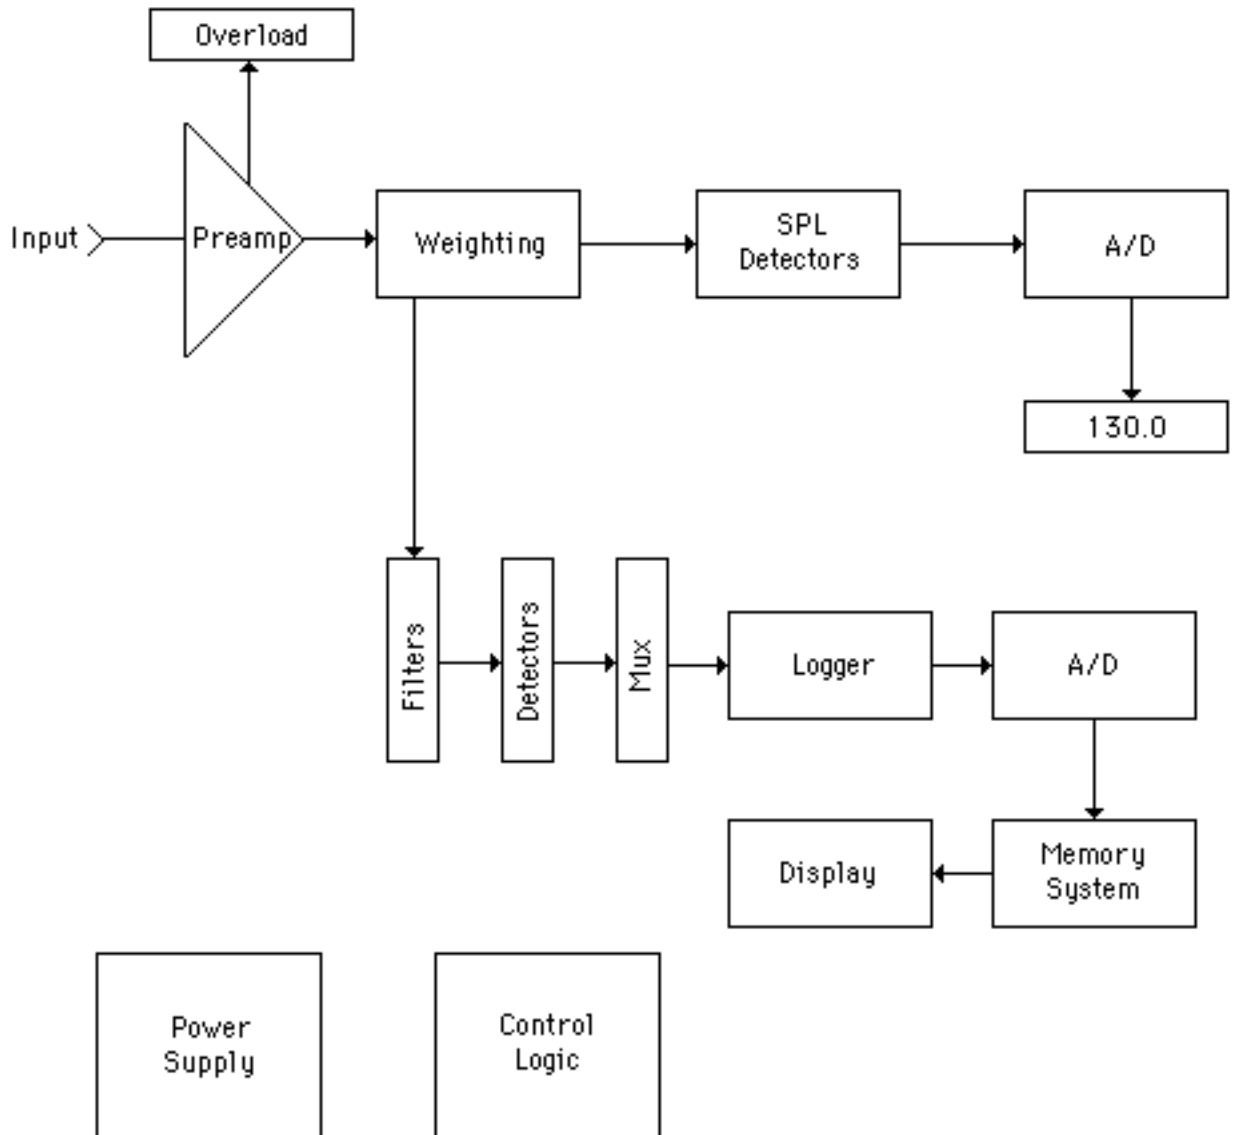 Overload
Input
Preamp
Weighting
SPL
Detectors
A/D
130.0
Filters
Detectors
Mux
Logger
A/D
Display
Memory
System
Power
Supply
Control
Logic